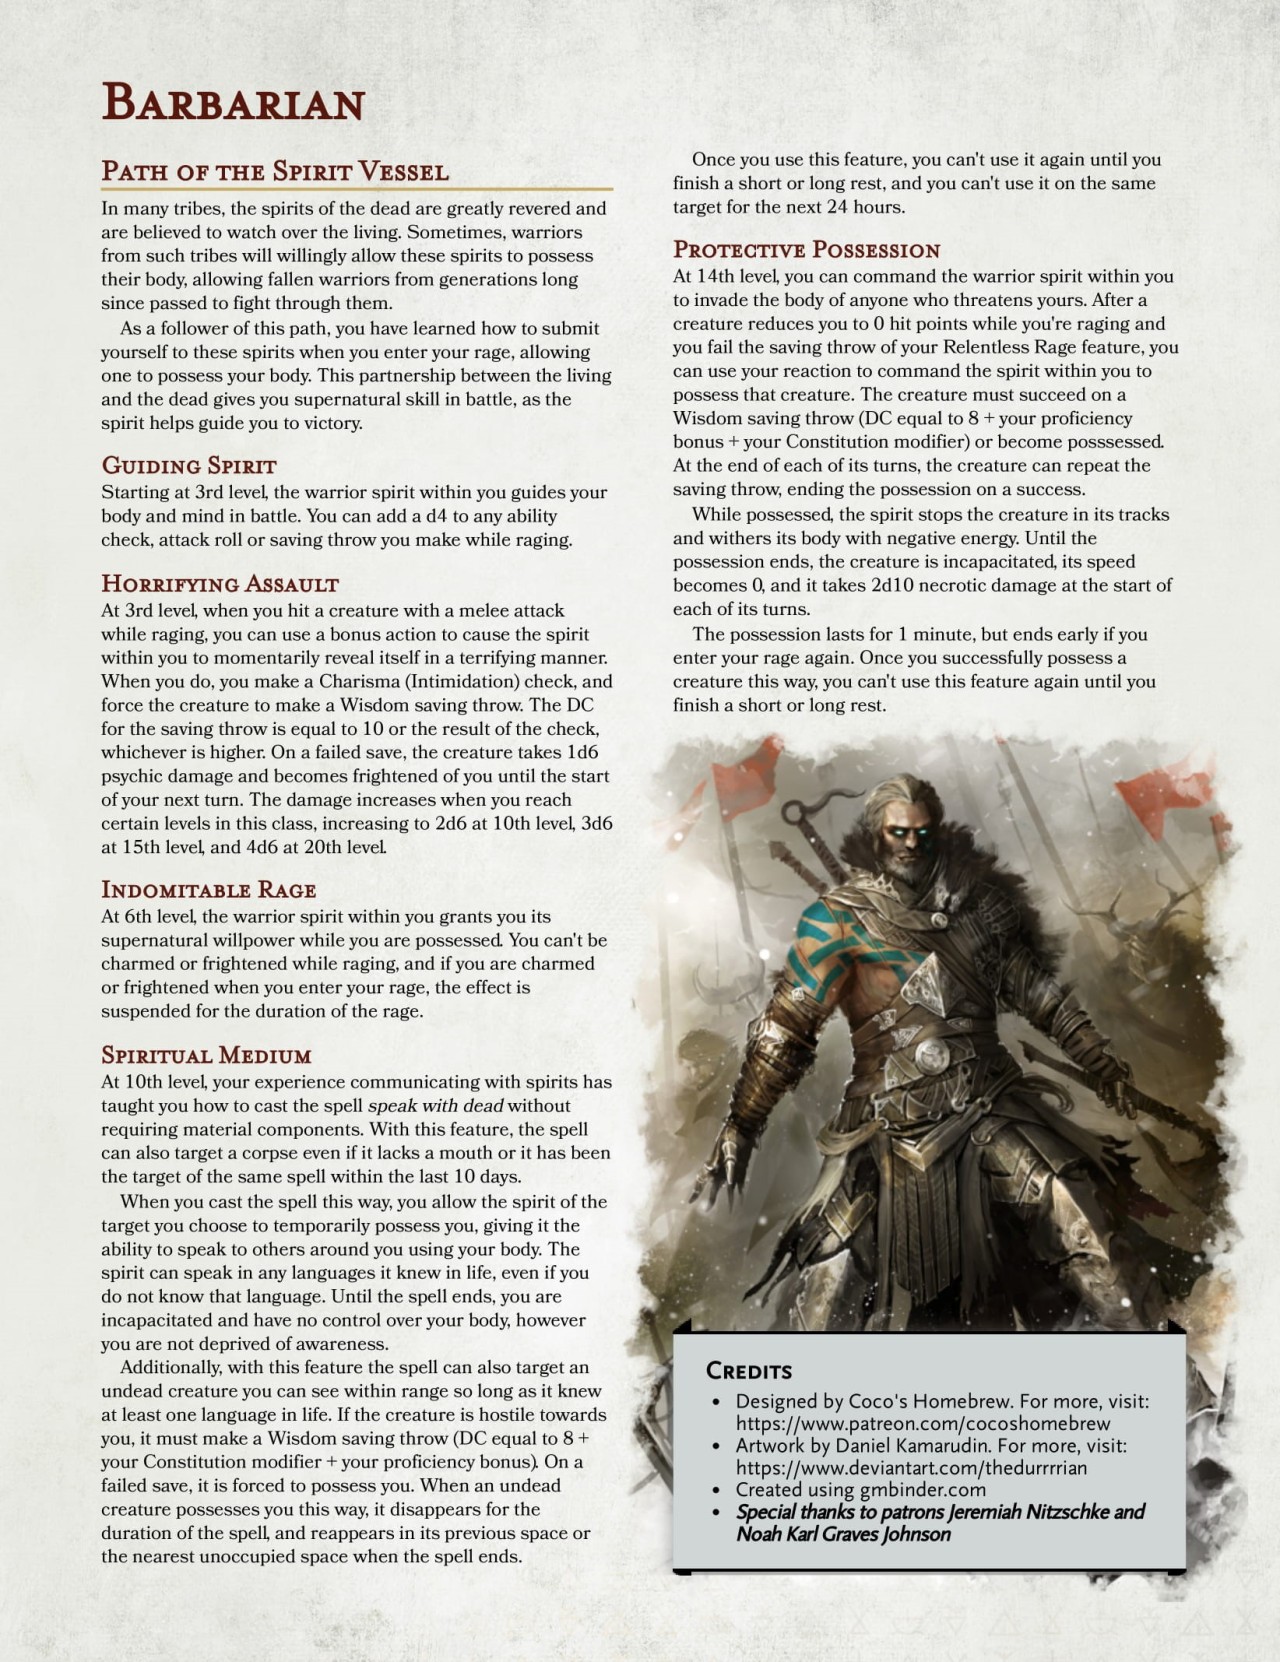 Barbarian
Path of the Spirit Vessel
In many tribes, the spirits of the dead are greatly revered and
are believed to watch over the living. Sometimes, warriors
from such tribes will willingly allow these spirits to possess
their body, allowing fallen warriors from generations long
since passed to fight through them.
As a follower of this path, you have learned how to submit
yourself to these spirits when you enter your rage, allowing
one to possess your body. This partnership between the living
and the dead gives you supernatural skill in battle, as the
spirit helps guide you to victory.
Guiding Spirit
Starting at 3rd level, the warrior spirit within you guides your
body and mind in battle. You can add a d4 to any ability
check, attack roll or saving throw you make while raging.
Horrifying Assault
At 3rd level, when you hit a creature with a melee attack
while raging, you can use a bonus action to cause the spirit
within you to momentarily reveal itself in a terrifying manner.
When you do, you make a Charisma (Intimidation) check, and
force the creature to make a Wisdom saving throw. The DC
for the saving throw is equal to 10 or the result of the check,
whichever is higher. On a failed save, the creature takes 1d6
psychic damage and becomes frightened of you until the start
of your next turn. The damage increases when you reach
certain levels in this class, increasing to 2d6 at 10th level, 3d6
at 15th level, and 4d6 at 20th level.
Indomitable Rage
At 6th level, the warrior spirit within you grants you its
supernatural willpower while you are possessed. You can't be
charmed or frightened while raging, and if you are charmed
or frightened when you enter your rage, the effect is
suspended for the duration of the rage.
Spiritual Medium
At 10th level, your experience communicating with spirits has
taught you how to cast the spell speak with dead without
requiring material components. With this feature, the spell
can also target a corpse even if it lacks a mouth or it has been
the target of the same spell within the last 10 days.
When you cast the spell this way, you allow the spirit of the
target you choose to temporarily possess you, giving it the
ability to speak to others around you using your body. The
spirit can speak in any languages it knew in life, even if you
do not know that language. Until the spell ends, you are
incapacitated and have no control over your body, however
you are not deprived of awareness.
Additionally, with this feature the spell can also target an
undead creature you can see within range so long as it knew
at least one language in life. If the creature is hostile towards
you, it must make a Wisdom saving throw (DC equal to 8 +
your Constitution modifier + your proficiency bonus). On a
failed save, it is forced to possess you. When an undead
creature possesses you this way, it disappears for the
duration of the spell, and reappears in its previous space or
the nearest unoccupied space when the spell ends.
Once you use this feature, you can't use it again until you
finish a short or long rest, and you can't use it on the same
target for the next 24 hours.
Protective Possession
At 14th level, you can command the warrior spirit within you
to invade the body of anyone who threatens yours. After a
creature reduces you to 0 hit points while you're raging and
you fail the saving throw of your Relentless Rage feature, you
can use your reaction to command the spirit within you to
possess that creature. The creature must succeed on a
Wisdom saving throw (DC equal to 8 + your proficiency
bonus + your Constitution modifier) or become posssessed.
At the end of each of its turns, the creature can repeat the
saving throw, ending the possession on a success.
While possessed, the spirit stops the creature in its tracks
and withers its body with negative energy. Until the
possession ends, the creature is incapacitated, its speed
becomes 0, and it takes 2d10 necrotic damage at the start of
each of its turns.
The possession lasts for 1 minute, but ends early if you
enter your rage again. Once you successfully possess a
creature this way, you can't use this feature again until you
finish a short or long rest.
Credits
• Designed by Coco's Homebrew. For more, visit:
https://www.patreon.com/cocoshomebrew
• Artwork by Daniel Kamarudin. For more, visit:
https://www.deviantart.com/thedurrrrian
• Created using gmbinder.com
• Special thanks to patrons Jeremiah Nitzschke and
Noah Karl Graves Johnson